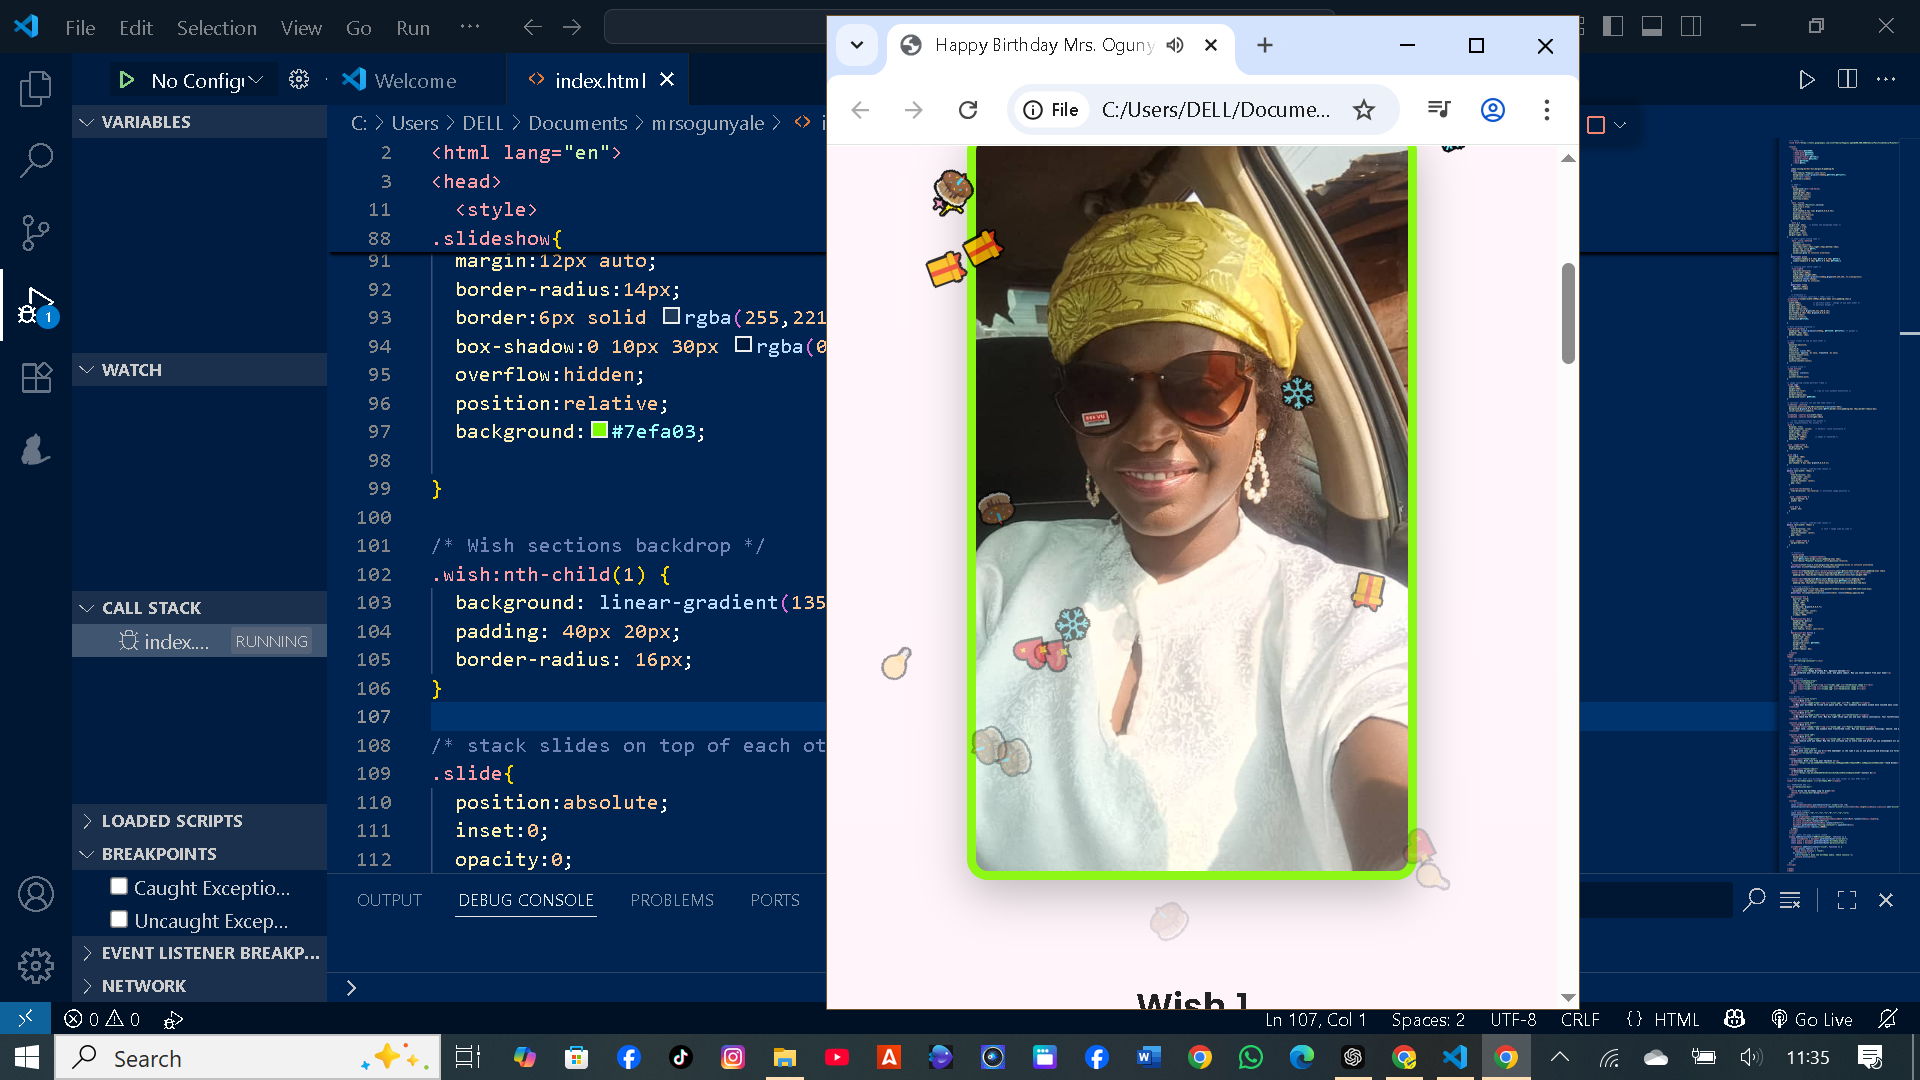 File Edit Selection View Go Run ···
No Config
Welcome
index.html
VARIABLES
WATCH
CALL STACK
index....
RUNNING
LOADED SCRIPTS
BREAKPOINTS
Caught Exceptio...
Uncaught Excep...
EVENT LISTENER BREAKP...
NETWORK
C: > Users > DELL > Documents > mrsogunyale > <> i
2 <html lang="en">
3 <head>
11 <style>
88 .slideshow{
91 margin:12px auto;
92 border-radius:14px;
93 border:6px solid rgba(255,221
94 box-shadow:0 10px 30px rgba(0
95 overflow:hidden;
96 position:relative;
97 background:#7efa03;
98
99 }
100
101 /* Wish sections backdrop */
102 .wish:nth-child(1) {
103 background: linear-gradient(135
104 padding: 40px 20px;
105 border-radius: 16px;
106 }
107
108 /* stack slides on top of each ot
109 .slide{
110 position:absolute;
111 inset:0;
112 opacity:0;
OUTPUT DEBUG CONSOLE PROBLEMS PORTS
Happy Birthday Mrs. Oguny
File C:/Users/DELL/Docume...
Wish 1
1
0 0
Ln 107, Col 1 Spaces: 2 UTF-8 CRLF {} HTML Go Live
Search
11:35